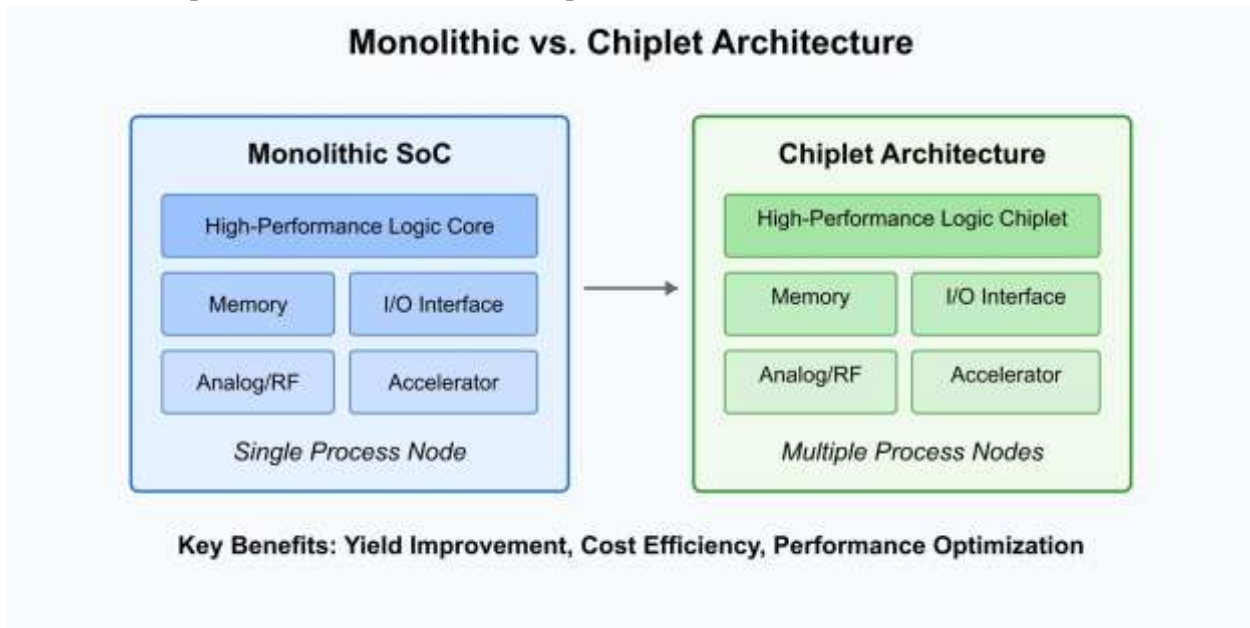 Monolithic vs. Chiplet Architecture
Monolithic SoC
High-Performance Logic Core
Memory
I/O Interface
Analog/RF
Accelerator
Single Process Node
Chiplet Architecture
High-Performance Logic Chiplet
Memory
I/O Interface
Analog/RF
Accelerator
Multiple Process Nodes
Key Benefits: Yield Improvement, Cost Efficiency, Performance Optimization